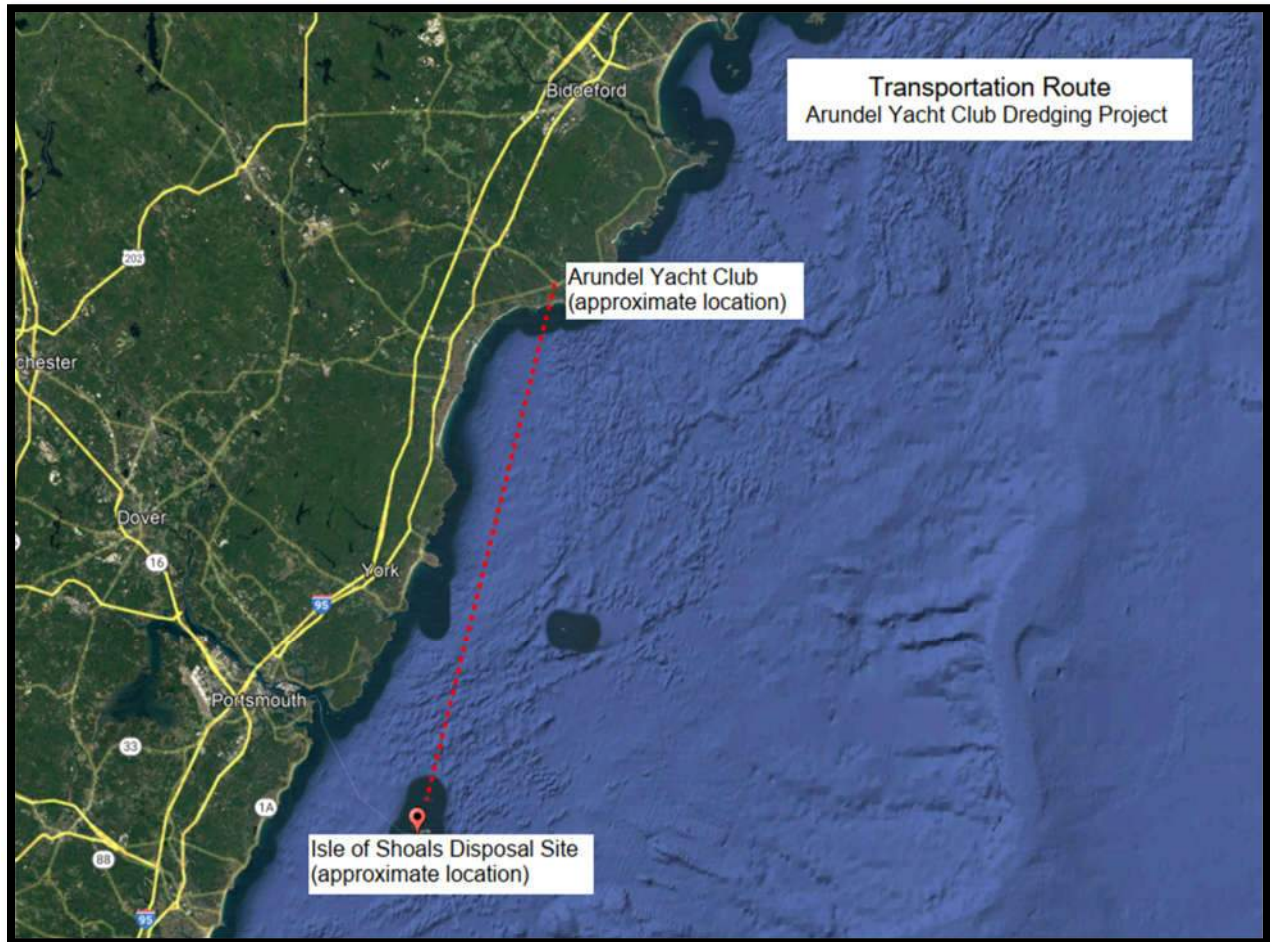 Transportation Route
Arundel Yacht Club Dredging Project
Biddeford
202
Arundel Yacht Club
(approximate location)
chester
Dover
16
York
95
Portsmouth
33
1A
Isle of Shoals Disposal Site
(approximate location)
88
95